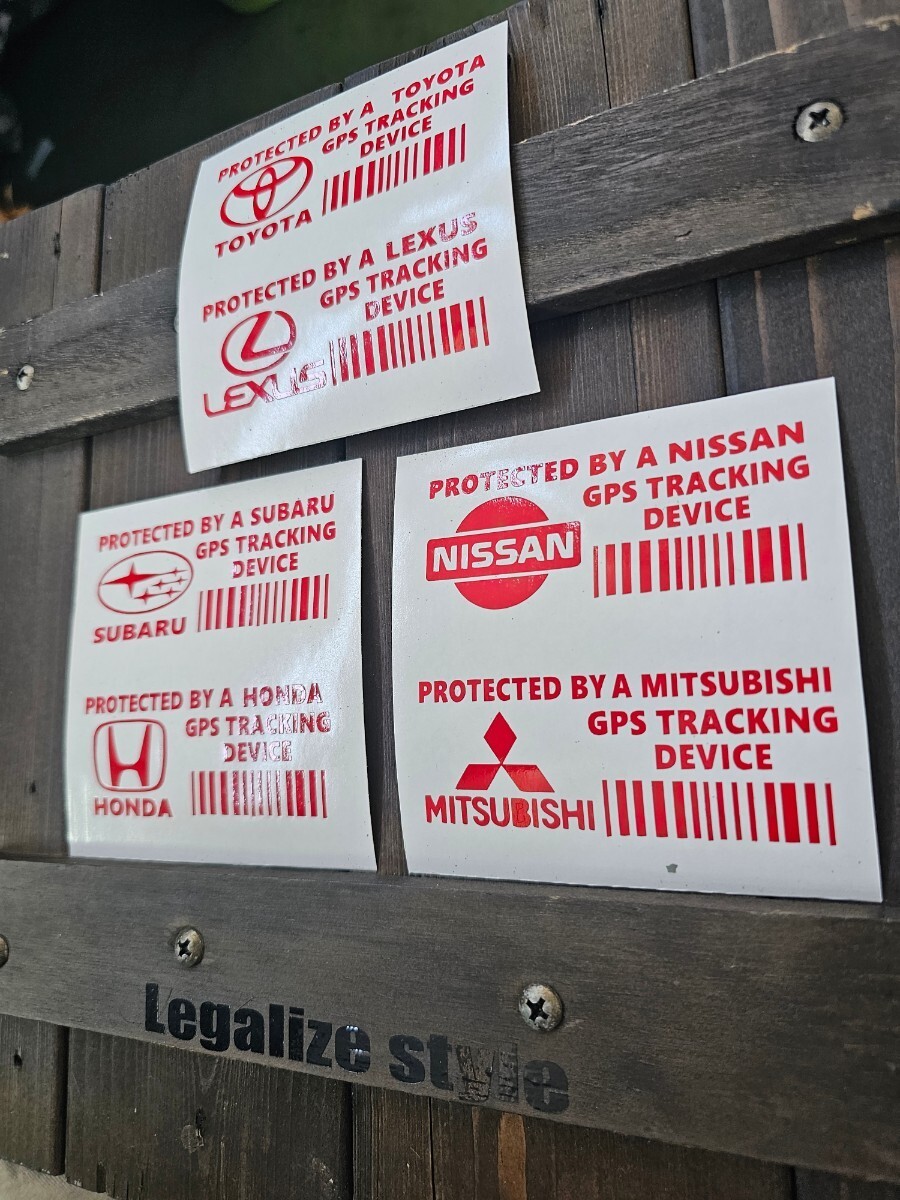 PROTECTED BY A TOYOTA
GPS TRACKING
DEVICE
TOYOTA
PROTECTED BY A LEXUS
GPS TRACKING
DEVICE
LEXUS
PROTECTED BY A SUBARU
GPS TRACKING
DEVICE
SUBARU
PROTECTED BY A HONDA
GPS TRACKING
DEVICE
HONDA
PROTECTED BY A NISSAN
GPS TRACKING
DEVICE
NISSAN
PROTECTED BY A MITSUBISHI
GPS TRACKING
DEVICE
MITSUBISHI
Legalize style